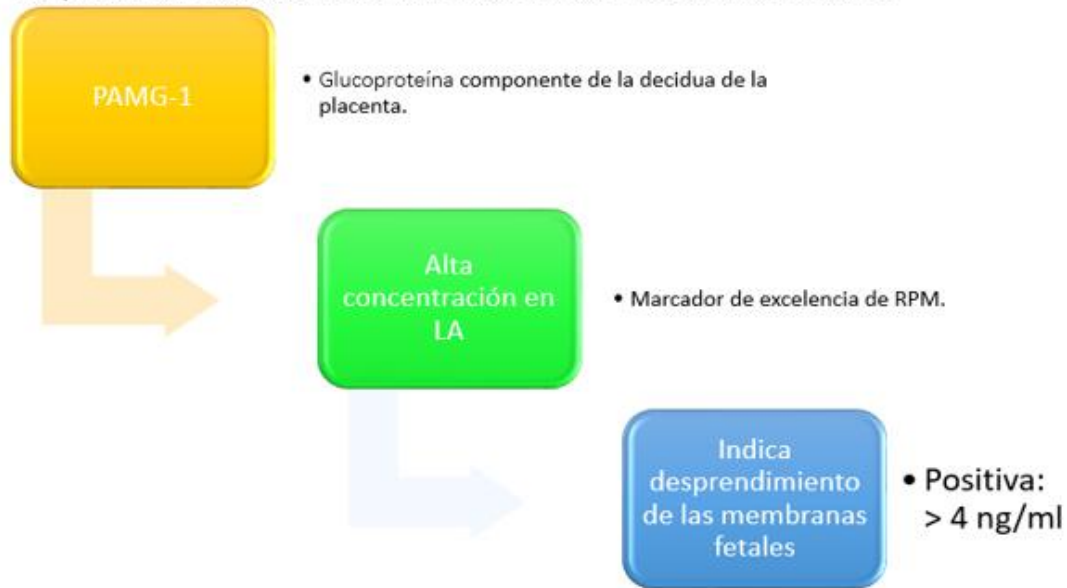 PAMG-1
• Glucoproteína componente de la decidua de la
placenta.
Alta
concentración en
LA
• Marcador de excelencia de RPM.
Indica
desprendimiento
de las membranas
fetales
• Positiva:
> 4 ng/ml